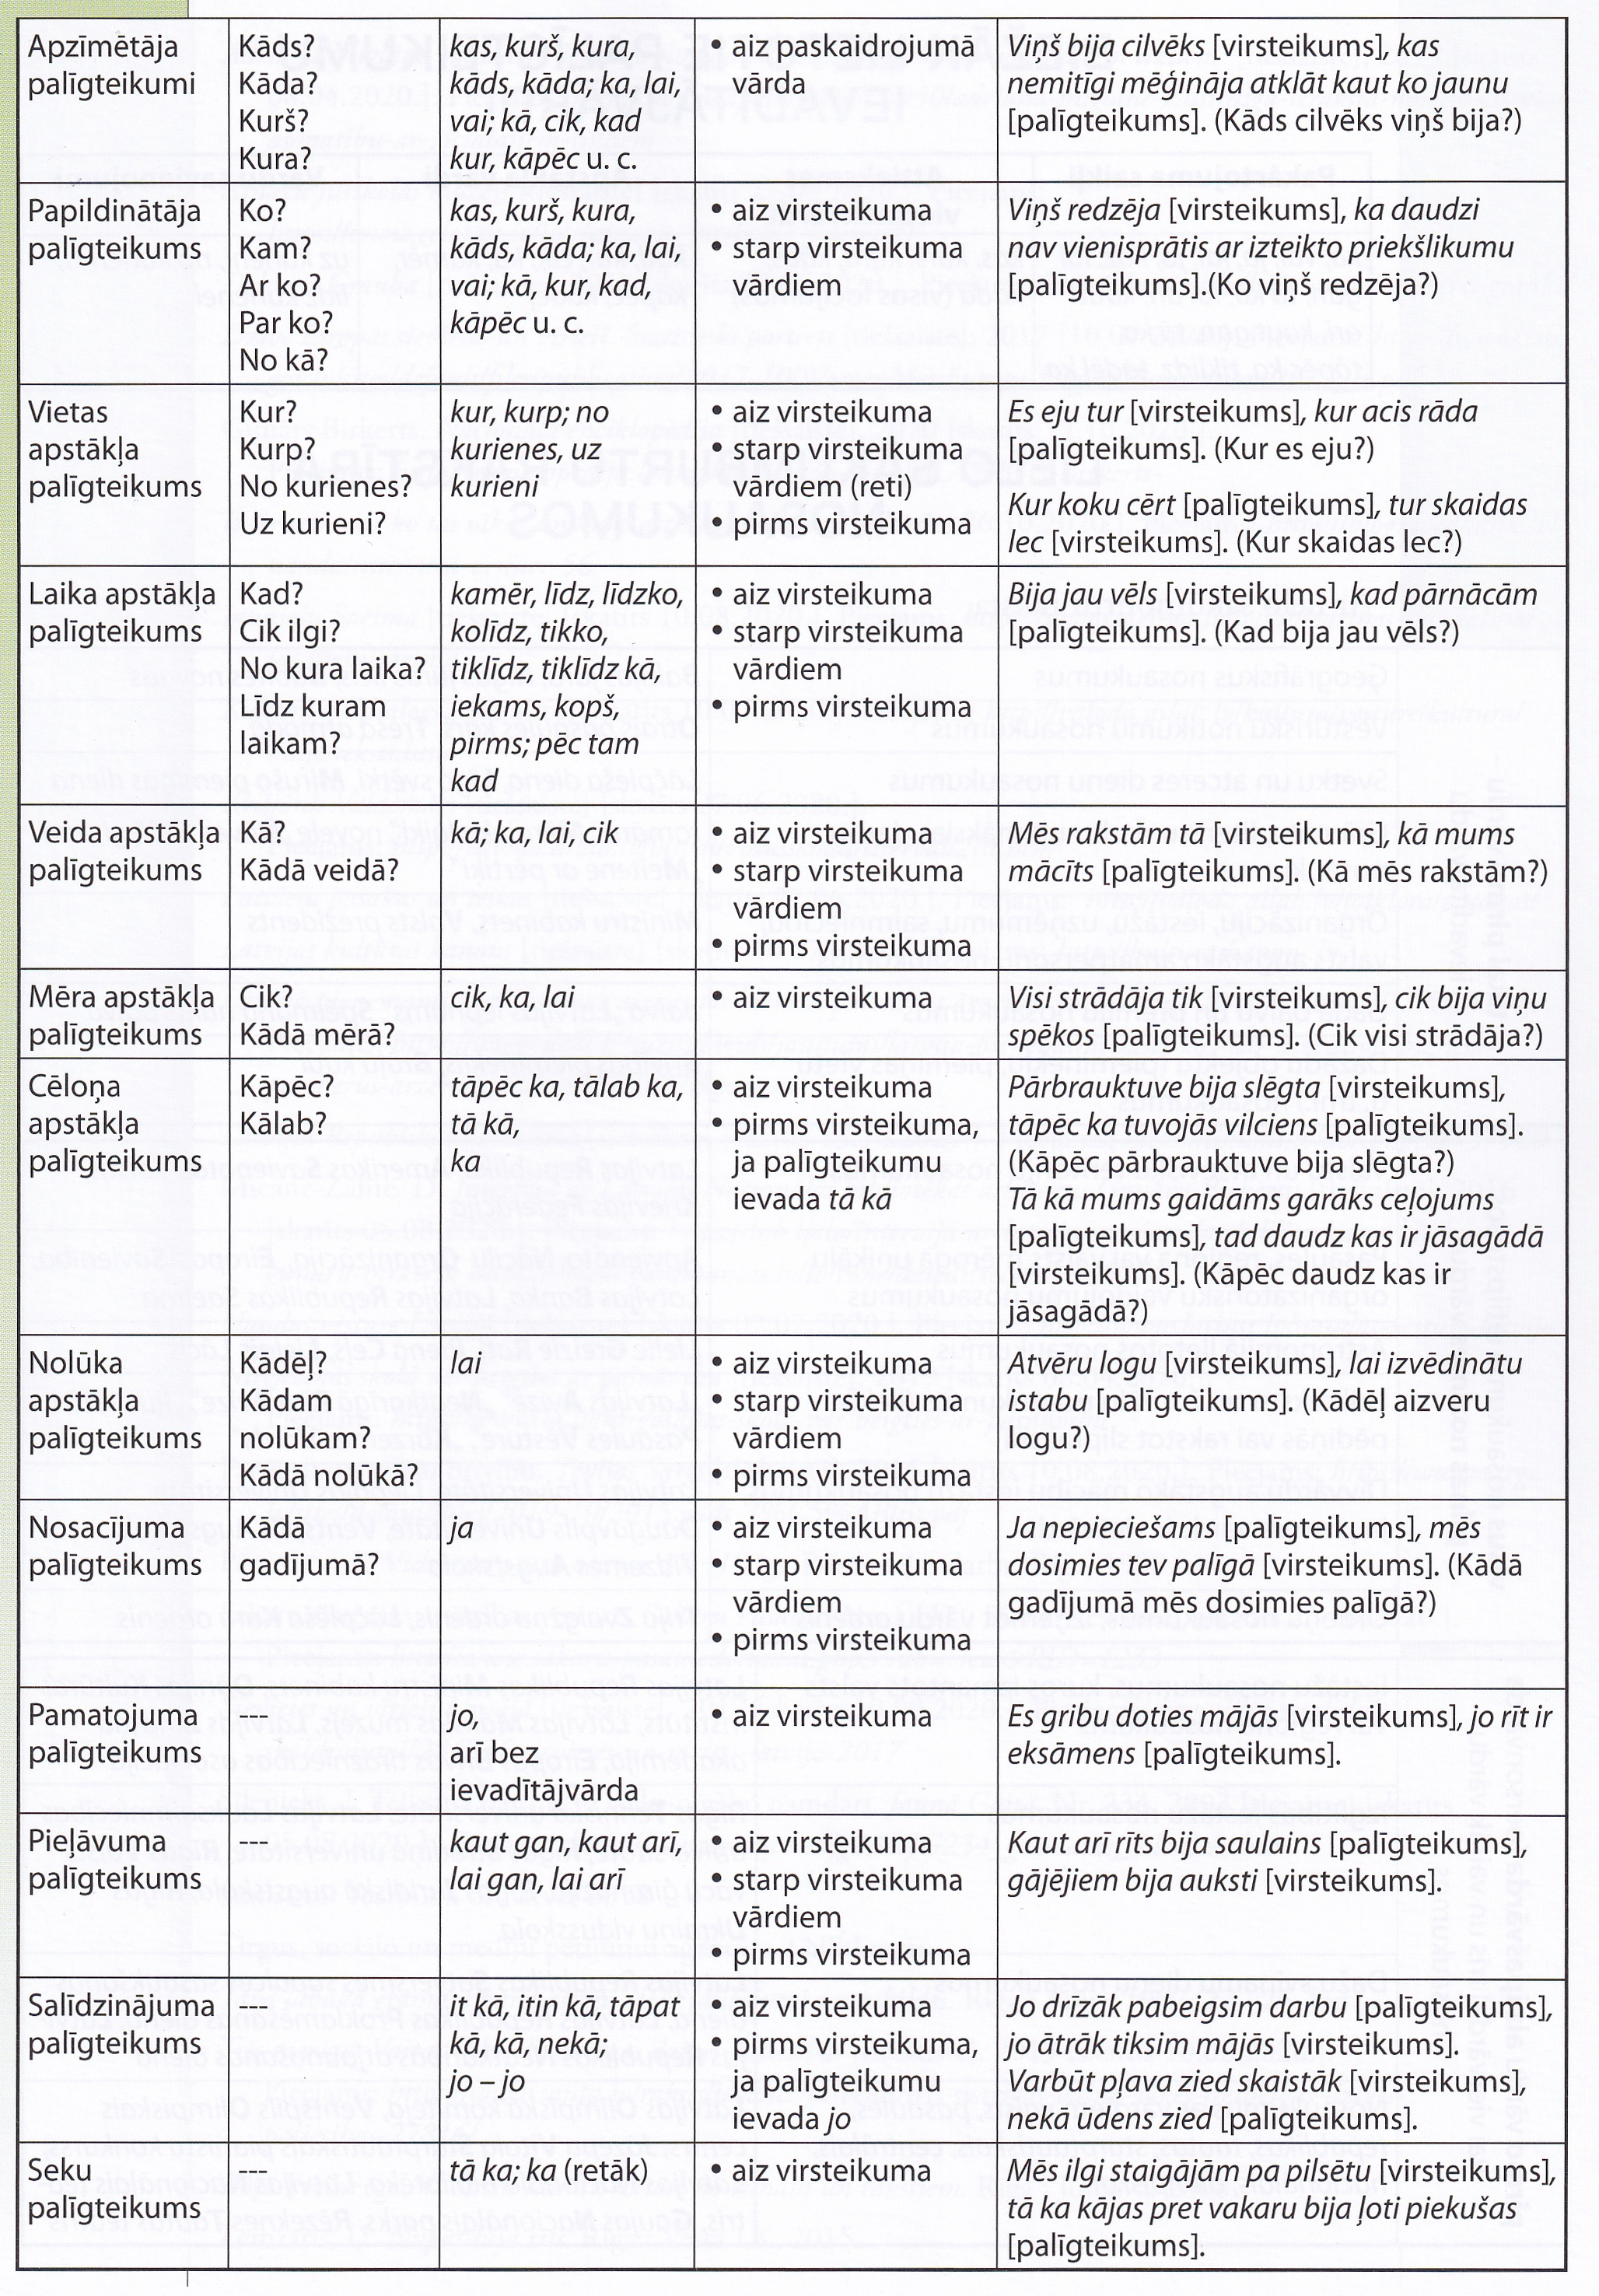 Apzīmētāja
palīgteikumi
Kāds?
Kāda?
Kurš?
Kura?
kas, kurš, kura,
kāds, kāda; ka, lai,
vai; kā, cik, kad
kur, kāpēc u. c.
• aiz paskaidrojumā
vārda
Viņš bija cilvēks [virsteikums], kas
nemitīgi mēģināja atklāt kaut ko jaunu
[palīgteikums]. (Kāds cilvēks viņš bija?)
Papildinātāja
palīgteikums
Ko?
Kam?
Ar ko?
Par ko?
No kā?
kas, kurš, kura,
kāds, kāda; ka, lai,
vai; kā, kur, kad,
kāpēc u. c.
• aiz virsteikuma
• starp virsteikuma
vārdiem
Viņš redzēja [virsteikums], ka daudzi
nav vienisprātis ar izteikto priekšlikumu
[palīgteikums].(Ko viņš redzēja?)
Vietas
apstākļa
palīgteikums
Kur?
Kurp?
No kurienes?
Uz kurieni?
kur, kurp; no
kurienes, uz
kurieni
• aiz virsteikuma
• starp virsteikuma
vārdiem (reti)
• pirms virsteikuma
Es eju tur [virsteikums], kur acis rāda
[palīgteikums]. (Kur es eju?)
Kur koku cērt [palīgteikums], tur skaidas
lec [virsteikums]. (Kur skaidas lec?)
Laika apstākļa
palīgteikums
Kad?
Cik ilgi?
No kura laika?
Līdz kuram
laikam?
kamēr, līdz, līdzko,
kolīdz, tikko,
tiklīdz, tiklīdz kā,
iekams, kopš,
pirms; pēc tam
kad
• aiz virsteikuma
• starp virsteikuma
vārdiem
• pirms virsteikuma
Bija jau vēls [virsteikums], kad pārnācām
[palīgteikums]. (Kad bija jau vēls?)
Veida apstākļa
palīgteikums
Kā?
Kādā veidā?
kā; ka, lai, cik
• aiz virsteikuma
• starp virsteikuma
vārdiem
• pirms virsteikuma
Mēs rakstām tā [virsteikums], kā mums
mācīts [palīgteikums]. (Kā mēs rakstām?)
Mēra apstākļa
palīgteikums
Cik?
Kādā mērā?
cik, ka, lai
• aiz virsteikuma
Visi strādāja tik [virsteikums], cik bija viņu
spēkos [palīgteikums]. (Cik visi strādāja?)
Cēloņa
apstākļa
palīgteikums
Kāpēc?
Kālab?
tāpēc ka, tālab ka,
tā kā,
ka
• aiz virsteikuma
• pirms virsteikuma,
ja palīgteikumu
ievada tā kā
Pārbrauktuve bija slēgta [virsteikums],
tāpēc ka tuvojās vilciens [palīgteikums].
(Kāpēc pārbrauktuve bija slēgta?)
Tā kā mums gaidāms garāks ceļojums
[palīgteikums], tad daudz kas ir jāsagādā
[virsteikums]. (Kāpēc daudz kas ir
jāsagādā?)
Nolūka
apstākļa
palīgteikums
Kādēļ?
Kādam
nolūkam?
Kādā nolūkā?
lai
• aiz virsteikuma
• starp virsteikuma
vārdiem
• pirms virsteikuma
Atvēru logu [virsteikums], lai izvēdinātu
istabu [palīgteikums]. (Kādēļ aizveru
logu?)
Nosacījuma
palīgteikums
Kādā
gadījumā?
ja
• aiz virsteikuma
• starp virsteikuma
vārdiem
• pirms virsteikuma
Ja nepieciešams [palīgteikums], mēs
dosimies tev palīgā [virsteikums]. (Kādā
gadījumā mēs dosimies palīgā?)
Pamatojuma
palīgteikums
---
jo,
arī bez
ievadītājvārda
• aiz virsteikuma
Es gribu doties mājās [virsteikums], jo rīt ir
eksāmens [palīgteikums].
Pieļāvuma
palīgteikums
---
kaut gan, kaut arī,
lai gan, lai arī
• aiz virsteikuma
• starp virsteikuma
vārdiem
• pirms virsteikuma
Kaut arī rīts bija saulains [palīgteikums],
gājējiem bija auksti [virsteikums].
Salīdzinājuma
palīgteikums
---
it kā, itin kā, tāpat
kā, kā, nekā;
jo – jo
• aiz virsteikuma
• pirms virsteikuma,
ja palīgteikumu
ievada jo
Jo drīzāk pabeigsim darbu [palīgteikums],
jo ātrāk tiksim mājās [virsteikums].
Varbūt pļava zied skaistāk [virsteikums],
nekā ūdens zied [palīgteikums].
Seku
palīgteikums
---
tā ka; ka (retāk)
• aiz virsteikuma
Mēs ilgi staigājām pa pilsētu [virsteikums],
tā ka kājas pret vakaru bija ļoti piekušas
[palīgteikums].